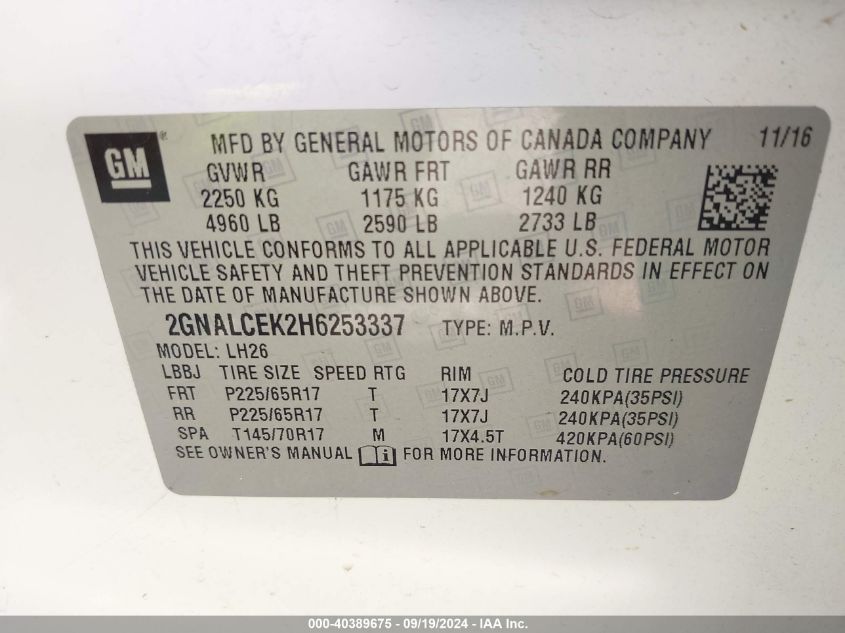 GM ® MFD BY GENERAL MOTORS OF CANADA COMPANY 11/16
GVWR GAWR FRT GAWR RR
2250 KG 1175 KG 1240 KG
4960 LB 2590 LB 2733 LB
THIS VEHICLE CONFORMS TO ALL APPLICABLE U.S. FEDERAL MOTOR
VEHICLE SAFETY AND THEFT PREVENTION STANDARDS IN EFFECT ON
THE DATE OF MANUFACTURE SHOWN ABOVE.
2GNALCEK2H6253337 TYPE: M.P.V.
MODEL: LH26
LBBJ TIRE SIZE SPEED RTG RIM COLD TIRE PRESSURE
FRT P225/65R17 T 17X7J 240KPA(35PSI)
RR P225/65R17 T 17X7J 240KPA(35PSI)
SPA T145/70R17 M 17X4.5T 420KPA(60PSI)
SEE OWNER'S MANUAL i FOR MORE INFORMATION.
000-40389675 - 09/19/2024 - IAA, Inc.